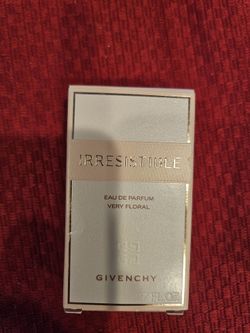 IRRESISTIBLE
EAU DE PARFUM
VERY FLORAL
GIVENCHY